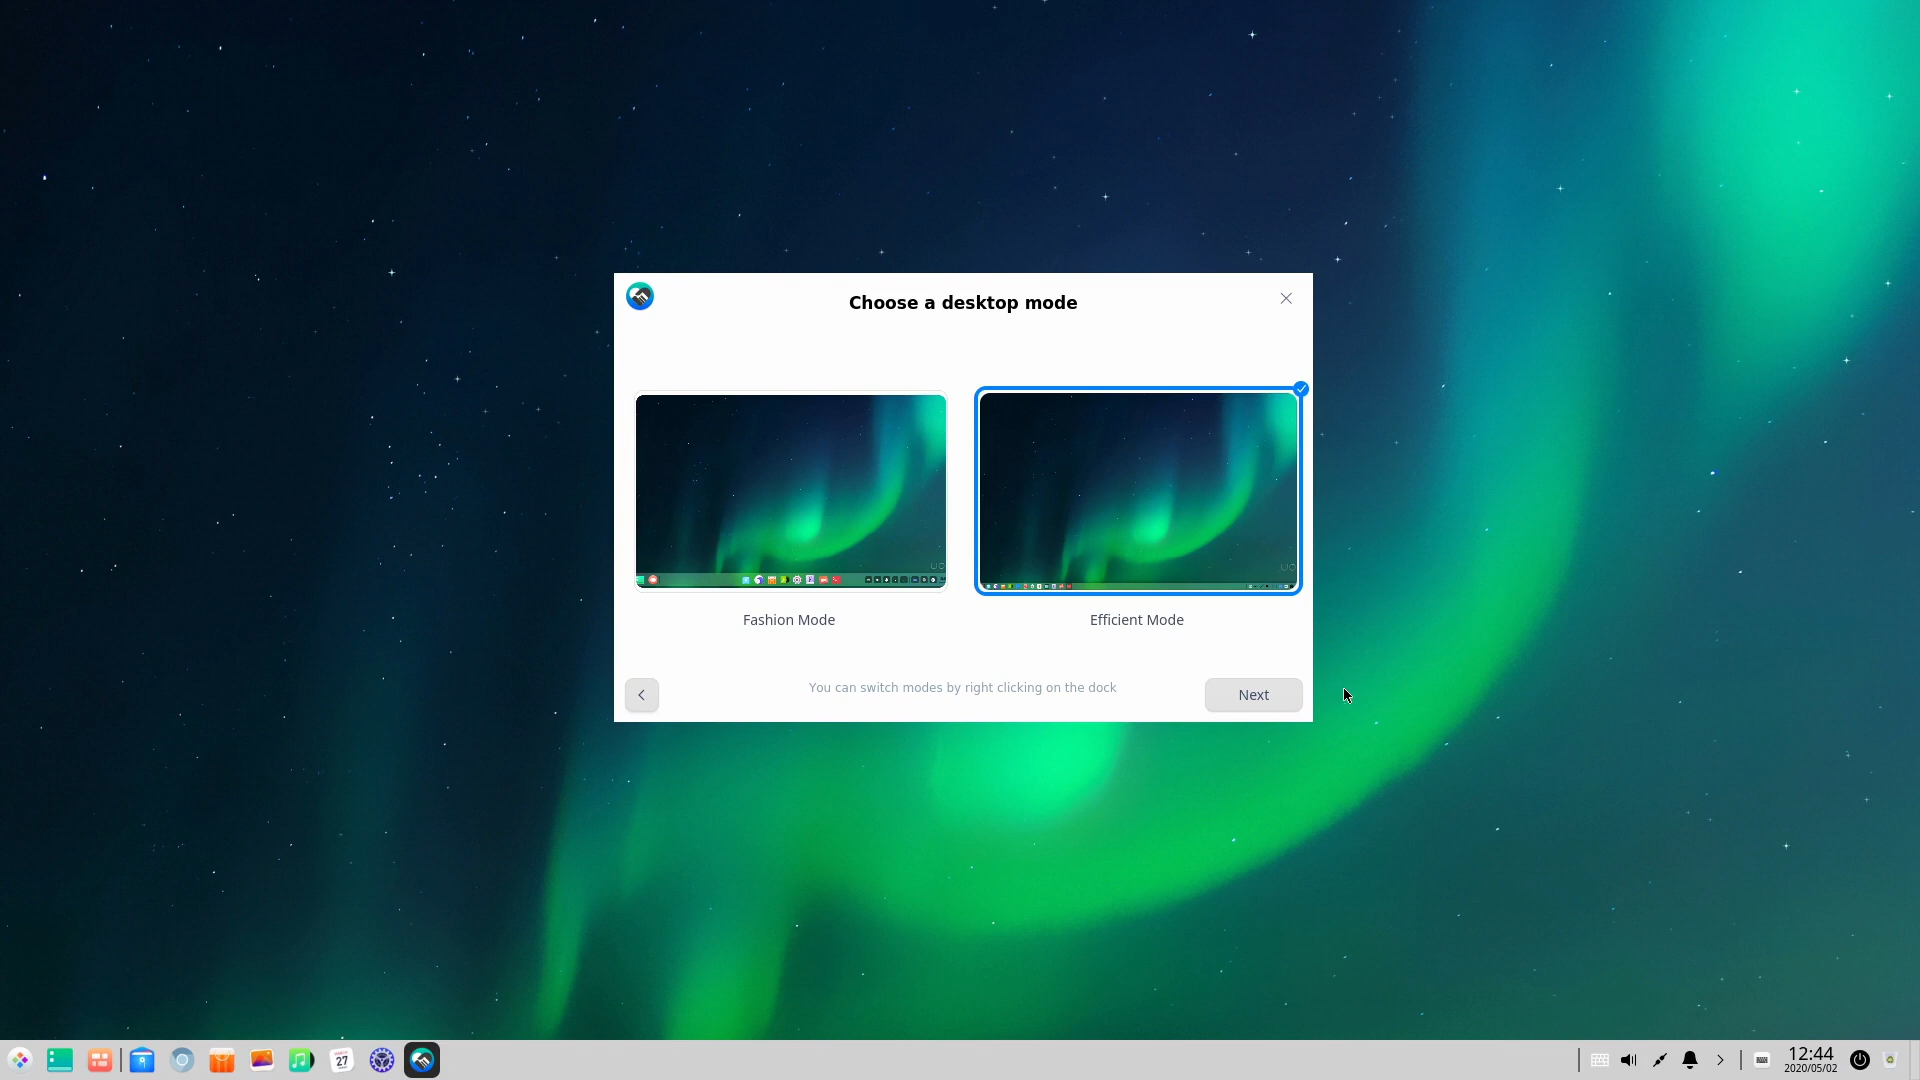 Choose a desktop mode
Fashion Mode
Efficient Mode
You can switch modes by right clicking on the dock
Next
27
12:44
2020/05/02